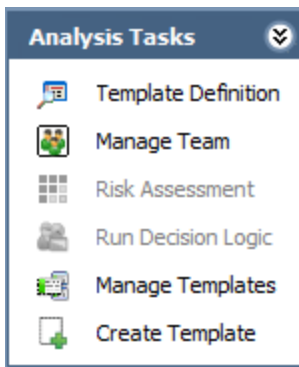 Analysis Tasks
Template Definition
Manage Team
Risk Assessment
Run Decision Logic
Manage Templates
Create Template